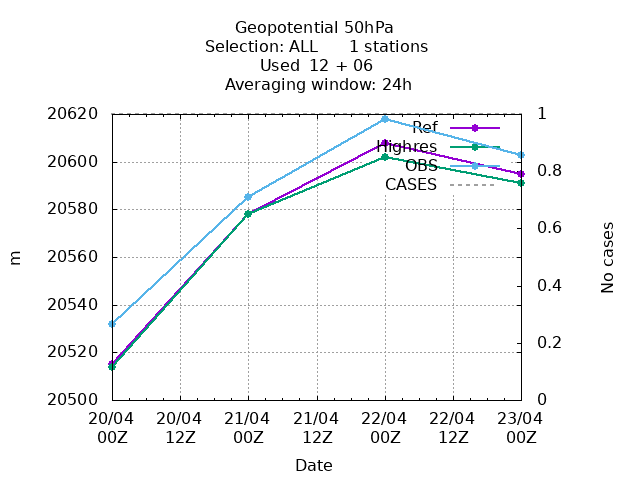 Geopotential 50hPa
Selection: ALL      1 stations
Used  12 + 06
Averaging window: 24h
20620
20600
20580
20560
20540
20520
20500
m
1
0.8
0.6
0.4
0.2
0
No cases
Ref
Highres
OBS
CASES
20/04 00Z
20/04 12Z
21/04 00Z
21/04 12Z
22/04 00Z
22/04 12Z
23/04 00Z
Date